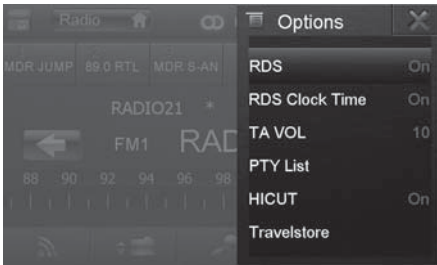 Radio
Options
MDR JUMP 89.0 RTL MDR S-AN
RDS On
RADIO21 *
RDS Clock Time On
FM1 RAD
TA VOL 10
PTY List
88 90 92 94 96 98
HICUT On
Travelstore